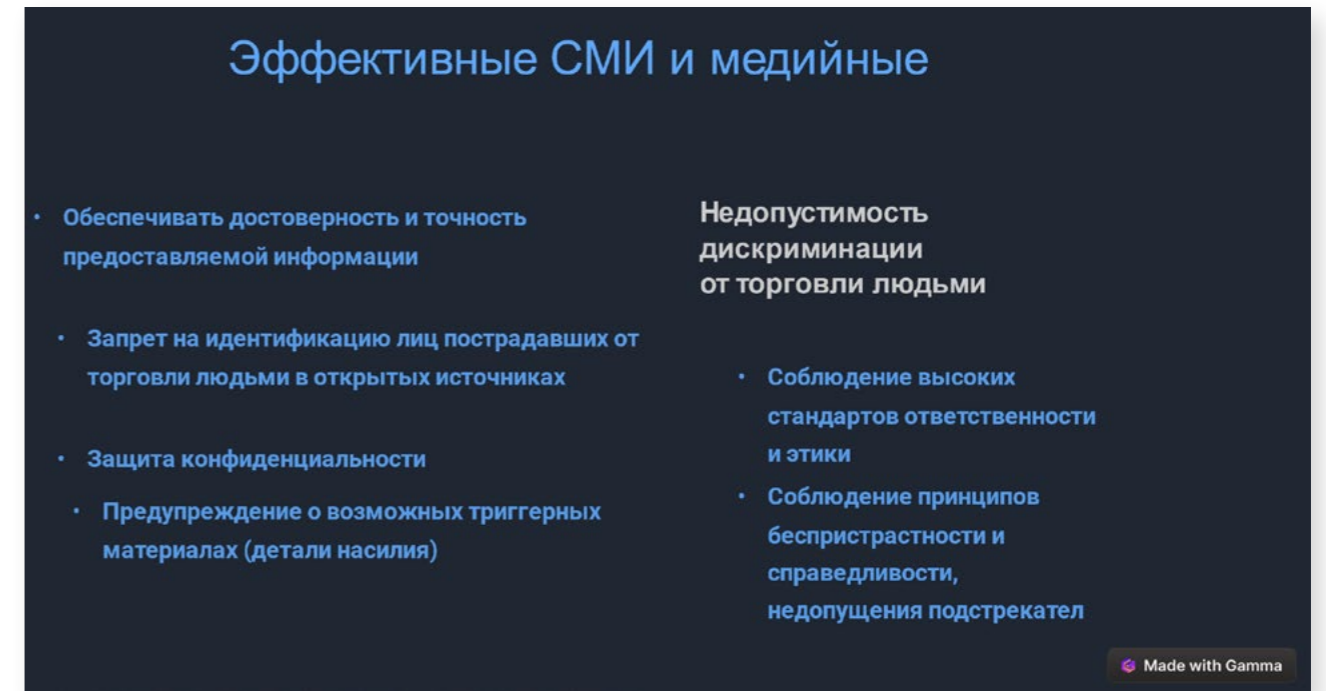 Эффективные СМИ и медийные
• Обеспечивать достоверность и точность
предоставляемой информации
• Запрет на идентификацию лиц пострадавших от
торговли людьми в открытых источниках
• Защита конфиденциальности
• Предупреждение о возможных триггерных
материалах (детали насилия)
Недопустимость
дискриминации
от торговли людьми
• Соблюдение высоких
стандартов ответственности
и этики
• Соблюдение принципов
беспристрастности и
справедливости,
недопущения подстрекател
Made with Gamma